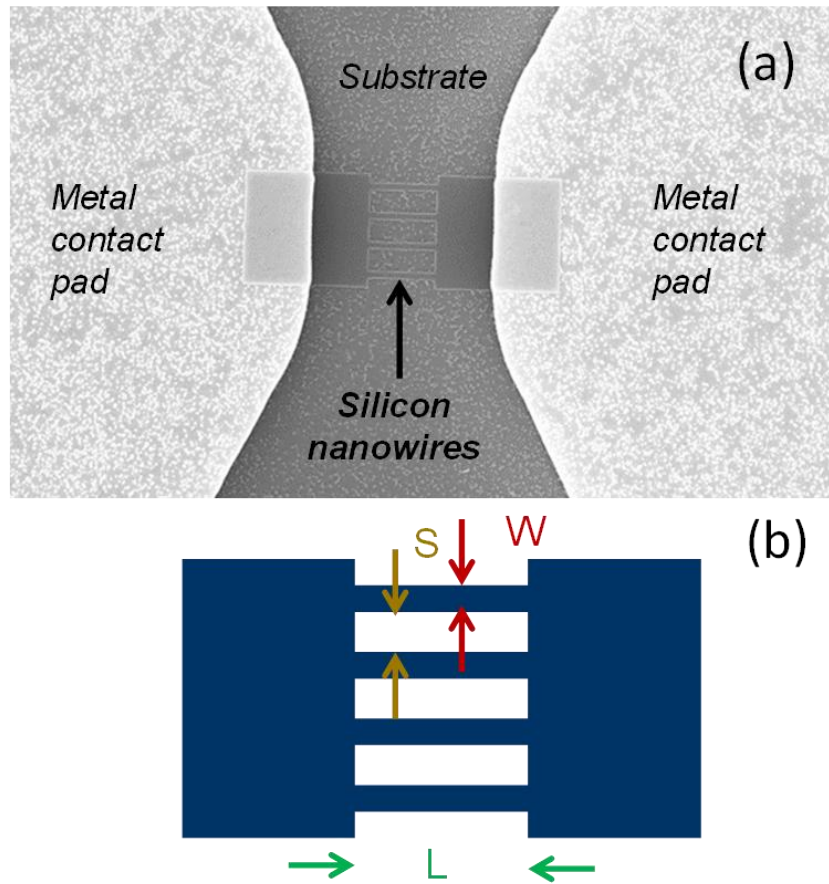 (a)
Substrate
Metal
contact
pad
Metal
contact
pad
Silicon
nanowires
(b)
S
W
L